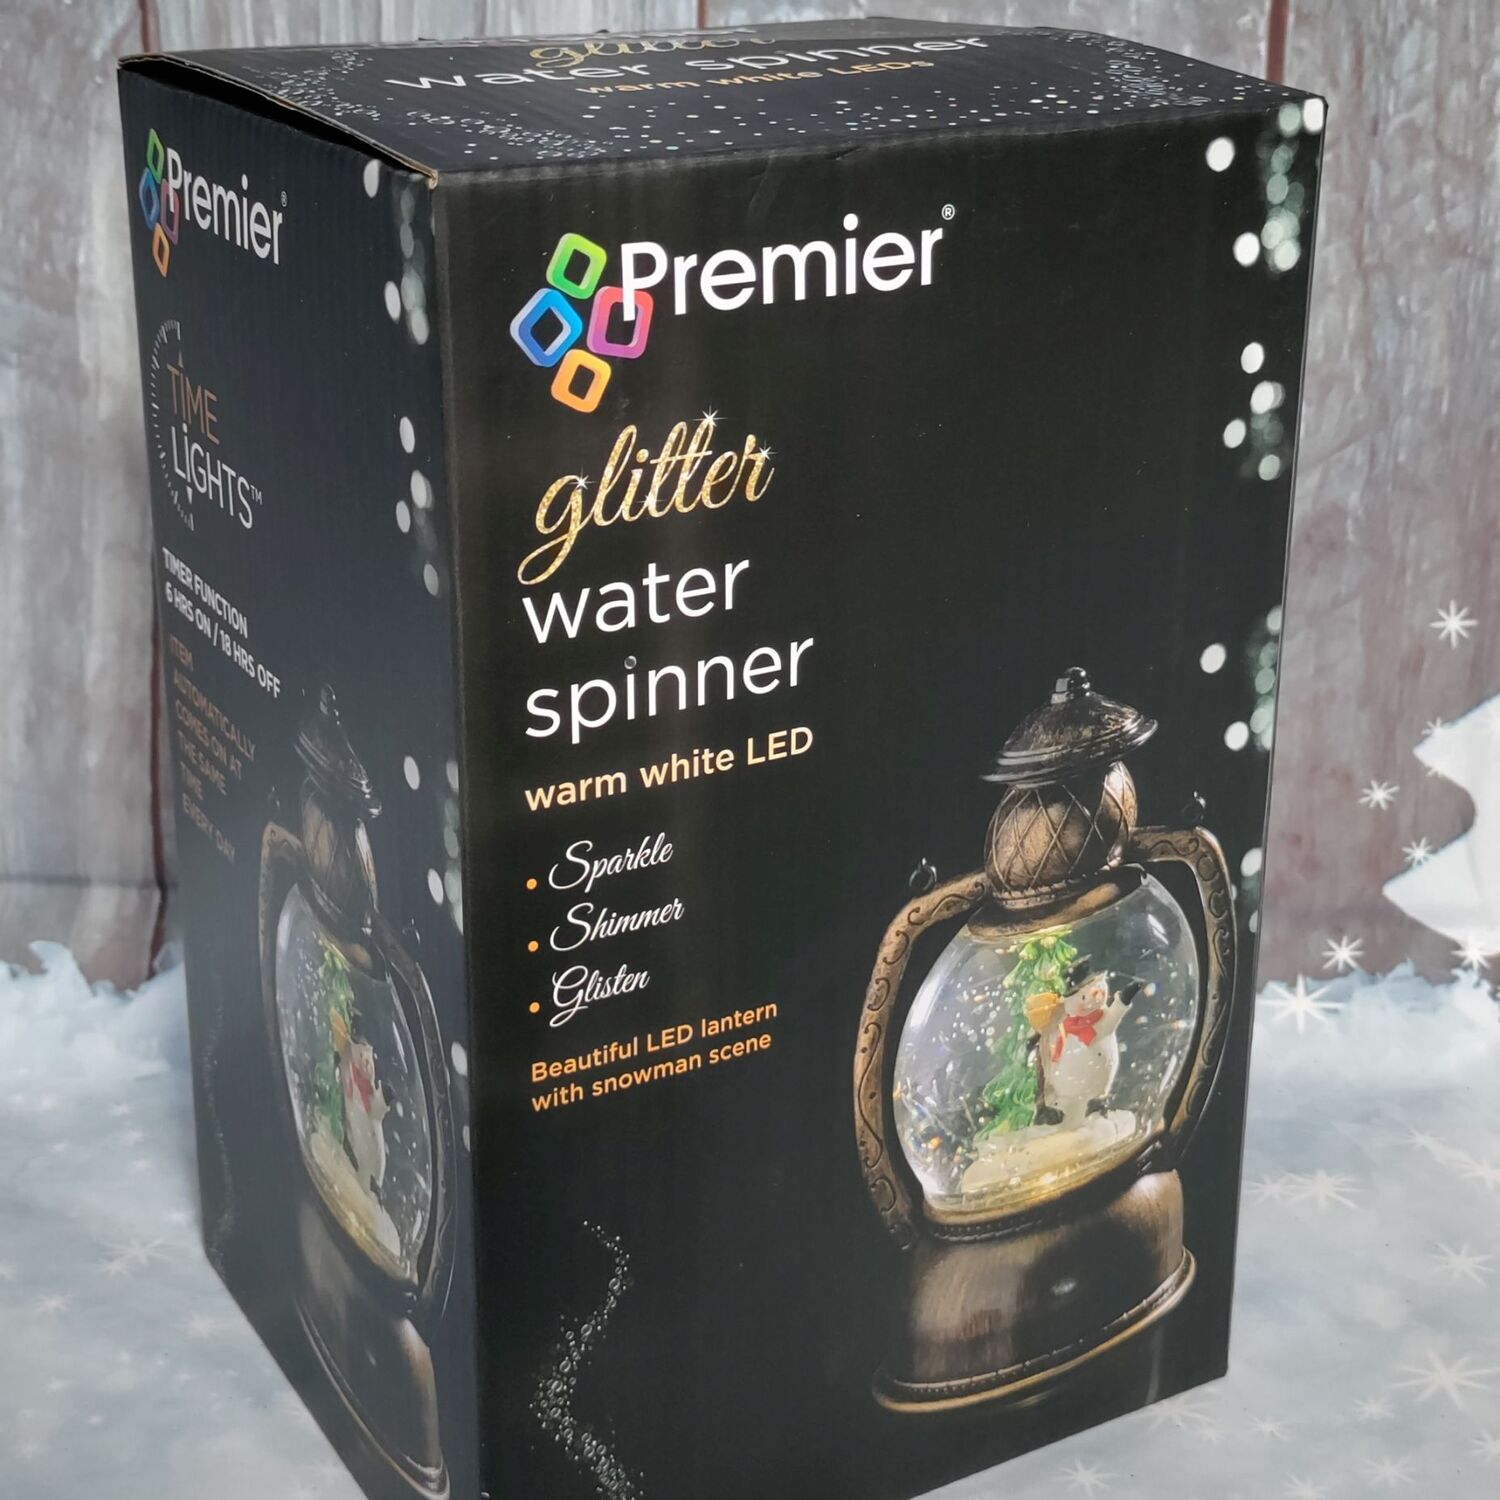 glitter
water spinner
warm white LEDs
Premier®
TIME
LIGHTS™
TIMER FUNCTION
6 HRS ON / 18 HRS OFF
ITEM
AUTOMATICALLY
COMES ON AT
THE SAME
TIME
EVERY DAY
Premier®
glitter
water
spinner
warm white LED
• Sparkle
• Shimmer
• Glisten
Beautiful LED lantern
with snowman scene